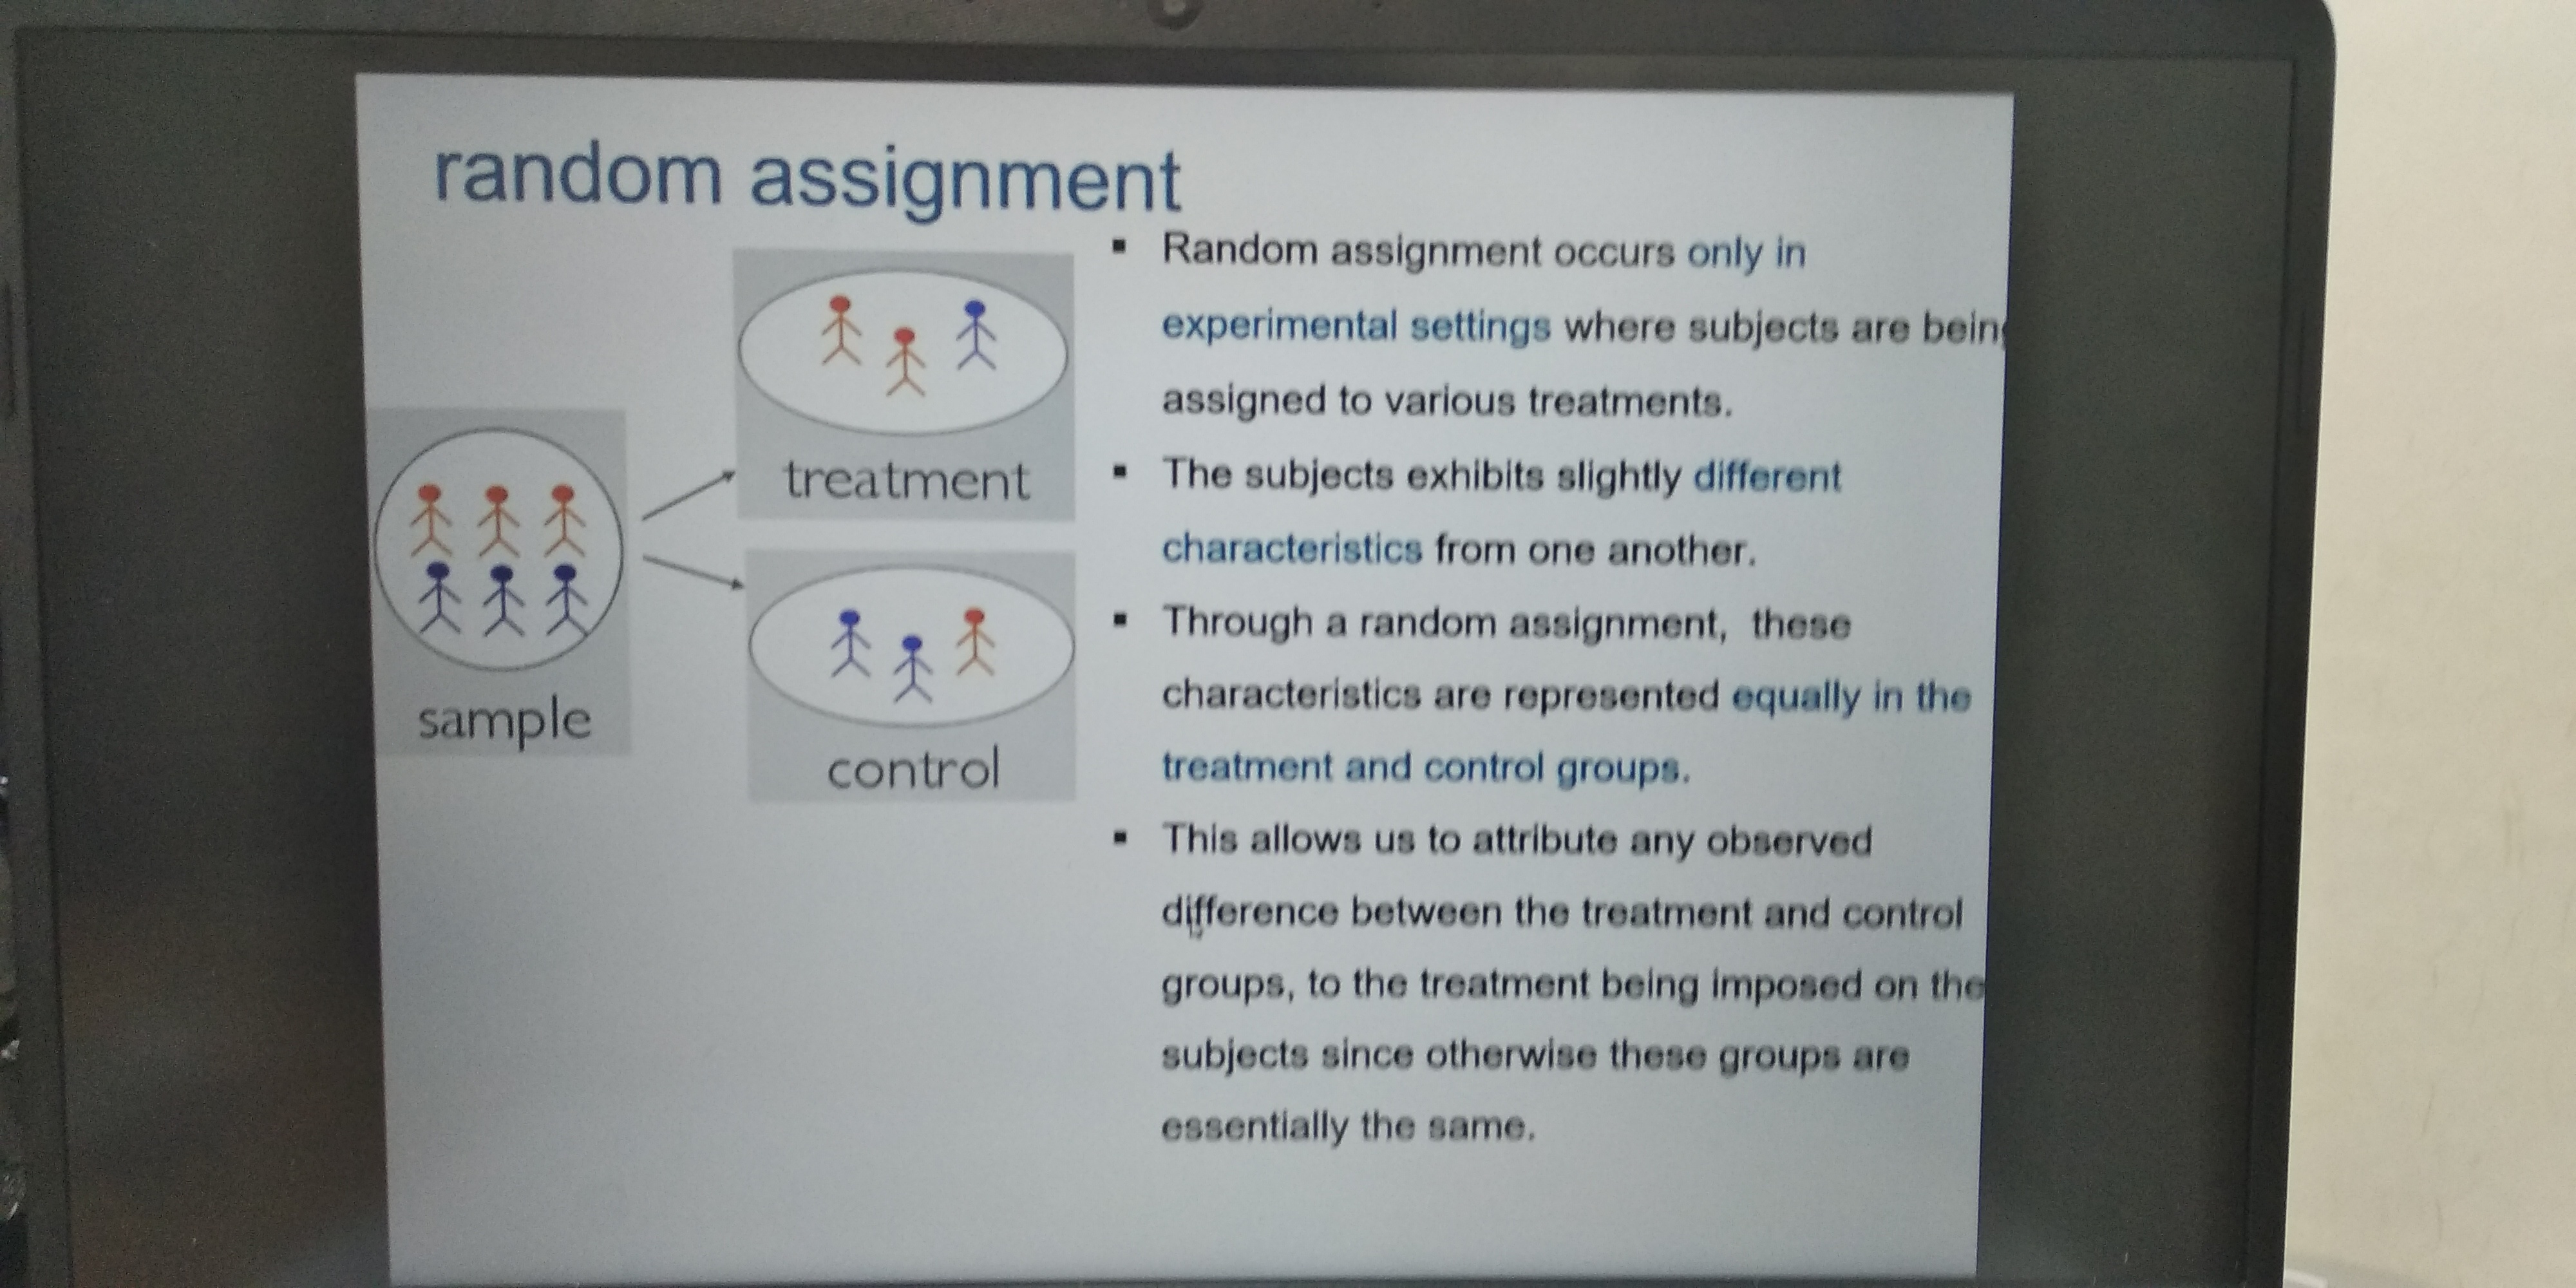 random assignment
treatment
sample
control
▪ Random assignment occurs only in
experimental settings where subjects are being
assigned to various treatments.
▪ The subjects exhibits slightly different
characteristics from one another.
▪ Through a random assignment, these
characteristics are represented equally in the
treatment and control groups.
▪ This allows us to attribute any observed
difference between the treatment and control
groups, to the treatment being imposed on the
subjects since otherwise these groups are
essentially the same.